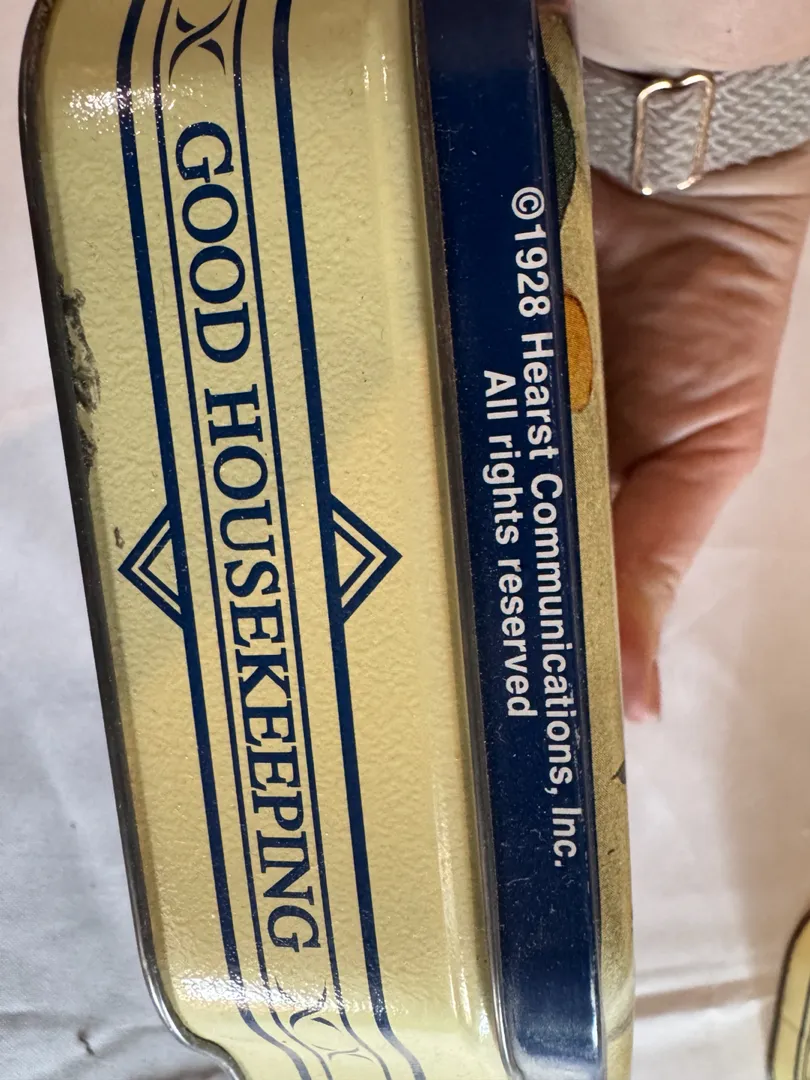 GOOD HOUSEKEEPING
©1928 Hearst Communications, Inc.
All rights reserved